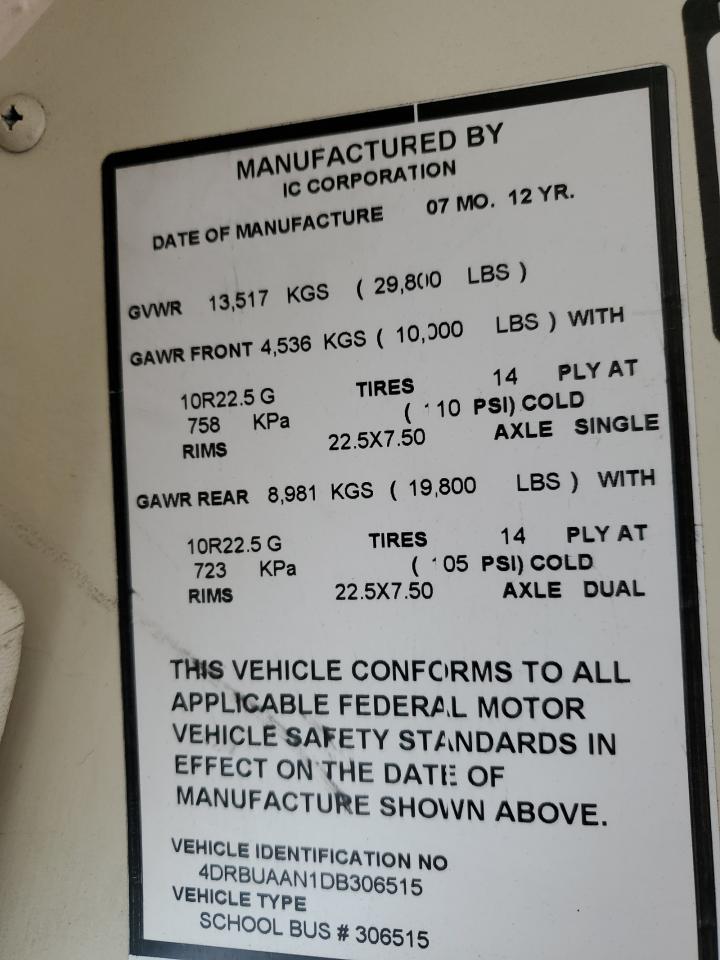 MANUFACTURED BY
IC CORPORATION
DATE OF MANUFACTURE 07 MO. 12 YR.
GVWR 13,517 KGS ( 29,800 LBS )
GAWR FRONT 4,536 KGS ( 10,000 LBS ) WITH
10R22.5 G TIRES 14 PLY AT
758 KPa ( 110 PSI) COLD
RIMS 22.5X7.50 AXLE SINGLE
GAWR REAR 8,981 KGS ( 19,800 LBS ) WITH
10R22.5 G TIRES 14 PLY AT
723 KPa ( 105 PSI) COLD
RIMS 22.5X7.50 AXLE DUAL
THIS VEHICLE CONFORMS TO ALL
APPLICABLE FEDERAL MOTOR
VEHICLE SAFETY STANDARDS IN
EFFECT ON THE DATE OF
MANUFACTURE SHOWN ABOVE.
VEHICLE IDENTIFICATION NO
4DRBUAAN1DB306515
VEHICLE TYPE
SCHOOL BUS # 306515